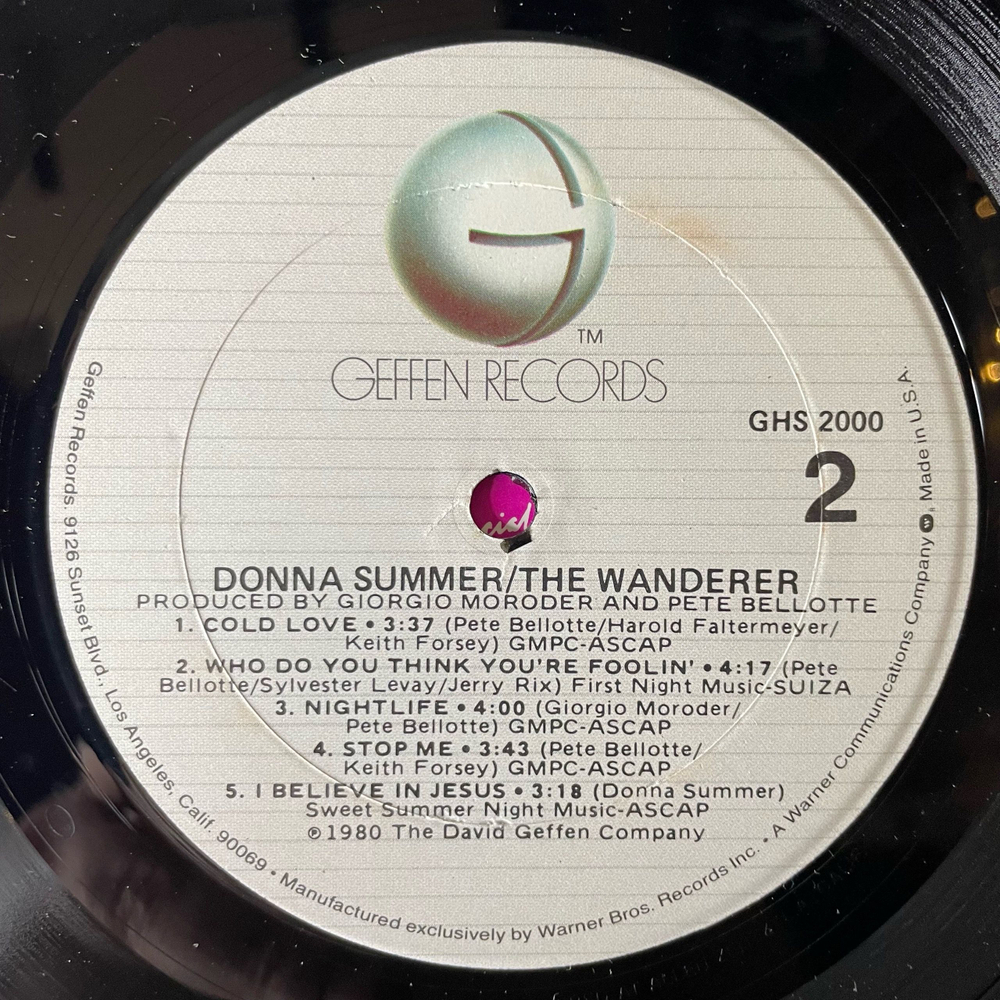 TM
GEFFEN RECORDS
GHS 2000
2
DONNA SUMMER/THE WANDERER
PRODUCED BY GIORGIO MORODER AND PETE BELLOTTE
1. COLD LOVE • 3:37 (Pete Bellotte/Harold Faltermeyer/
Keith Forsey) GMPC-ASCAP
2. WHO DO YOU THINK YOU'RE FOOLIN' • 4:17 (Pete
Bellotte/Sylvester Levay/Jerry Rix) First Night Music-SUIZA
3. NIGHTLIFE • 4:00 (Giorgio Moroder/
Pete Bellotte) GMPC-ASCAP
4. STOP ME • 3:43 (Pete Bellotte/
Keith Forsey) GMPC-ASCAP
5. I BELIEVE IN JESUS • 3:18 (Donna Summer)
Sweet Summer Night Music-ASCAP
℗1980 The David Geffen Company
Geffen Records. 9126 Sunset Blvd., Los Angeles, Calif. 90069 • Manufactured exclusively by Warner Bros. Records Inc. • A Warner Communications Company. Made in U.S.A.